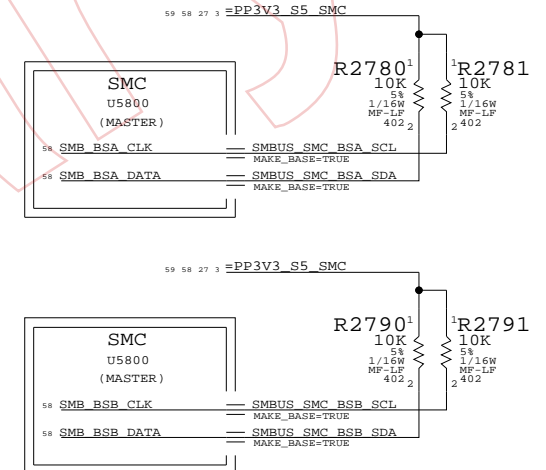 59 58 27 3 =PP3V3_S5_SMC
R2780 1
10K
5%
1/16W
MF-LF
402 2
1 R2781
10K
5%
1/16W
MF-LF
2 402
SMC
U5800
(MASTER)
58 SMB_BSA_CLK SMBUS_SMC_BSA_SCL
MAKE_BASE=TRUE
58 SMB_BSA_DATA SMBUS_SMC_BSA_SDA
MAKE_BASE=TRUE
59 58 27 3 =PP3V3_S5_SMC
R2790 1
10K
5%
1/16W
MF-LF
402 2
1 R2791
10K
5%
1/16W
MF-LF
2 402
SMC
U5800
(MASTER)
58 SMB_BSB_CLK SMBUS_SMC_BSB_SCL
MAKE_BASE=TRUE
58 SMB_BSB_DATA SMBUS_SMC_BSB_SDA
MAKE_BASE=TRUE